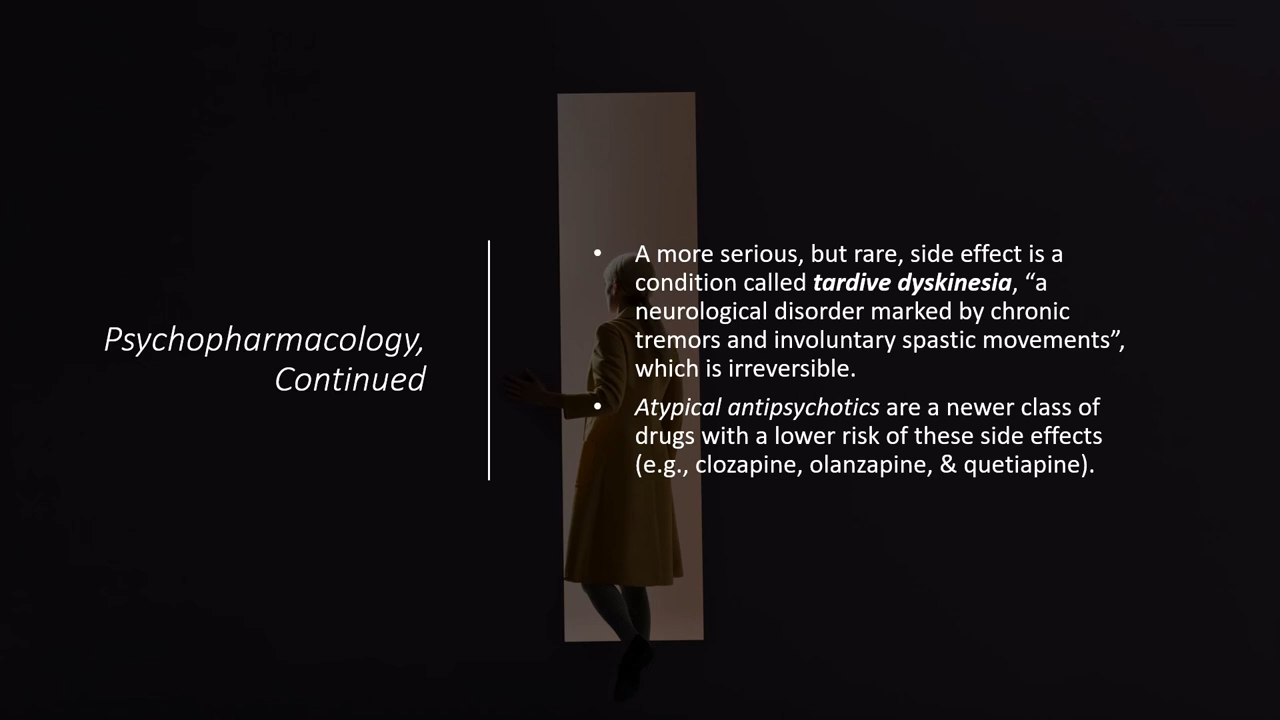 Psychopharmacology,
Continued
• A more serious, but rare, side effect is a
condition called tardive dyskinesia, “a
neurological disorder marked by chronic
tremors and involuntary spastic movements”,
which is irreversible.
• Atypical antipsychotics are a newer class of
drugs with a lower risk of these side effects
(e.g., clozapine, olanzapine, & quetiapine).